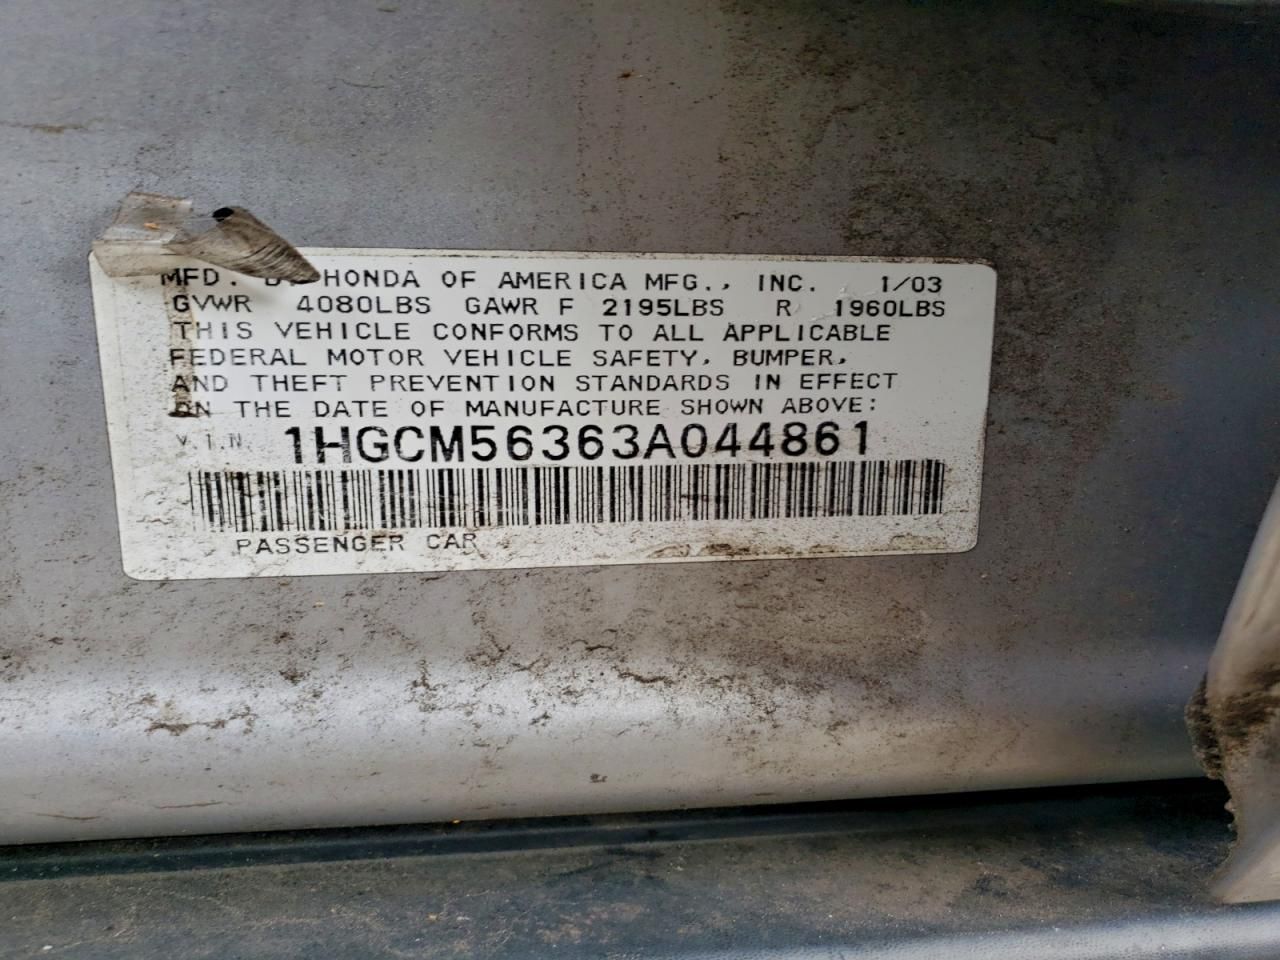 MFD. BY HONDA OF AMERICA MFG., INC. 1/03
GVWR 4080LBS GAWR F 2195LBS R 1960LBS
THIS VEHICLE CONFORMS TO ALL APPLICABLE
FEDERAL MOTOR VEHICLE SAFETY, BUMPER,
AND THEFT PREVENTION STANDARDS IN EFFECT
ON THE DATE OF MANUFACTURE SHOWN ABOVE:
V.I.N. 1HGCM56363A044861
PASSENGER CAR